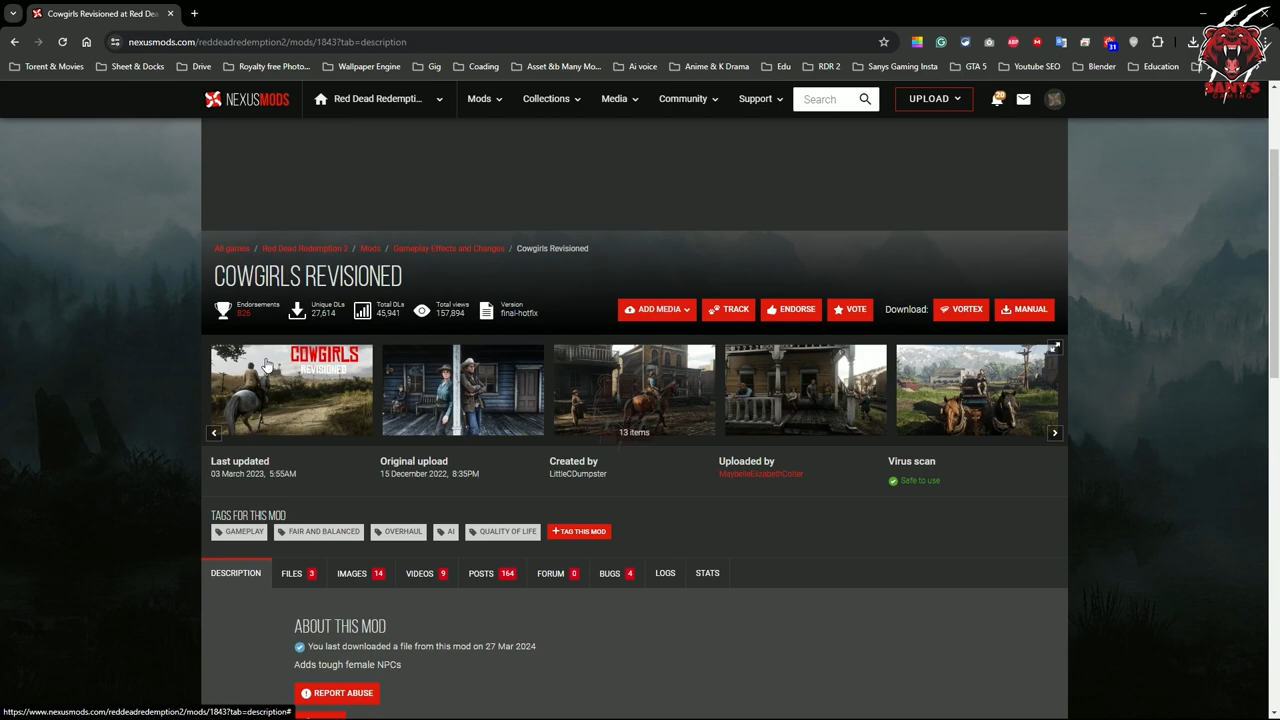 Cowgirls Revisioned at Red Dea
nexusmods.com/reddeadredemption2/mods/1843?tab=description
Torent & Movies
Sheet & Docks
Drive
Royalty free Photo...
Wallpaper Engine
Gig
Coading
Asset &b Many Mo...
Ai voice
Anime & K Drama
Edu
RDR 2
Sanys Gaming Insta
GTA 5
Youtube SEO
Blender
Education
SANY'S
GAMING
NEXUSMODS
Red Dead Redempti...
Mods
Collections
Media
Community
Support
Search
UPLOAD
20
All games / Red Dead Redemption 2 / Mods / Gameplay Effects and Changes / Cowgirls Revisioned
COWGIRLS REVISIONED
Endorsements
826
Unique DLs
27,614
Total DLs
45,941
Total views
157,894
Version
final-hotfix
ADD MEDIA
TRACK
ENDORSE
VOTE
Download:
VORTEX
MANUAL
COWGIRLS
REVISIONED
13 items
Last updated
03 March 2023, 5:55AM
Original upload
15 December 2022, 8:35PM
Created by
LittleCDumpster
Uploaded by
MaybelleElizabethColter
Virus scan
Safe to use
TAGS FOR THIS MOD
GAMEPLAY
FAIR AND BALANCED
OVERHAUL
AI
QUALITY OF LIFE
+ TAG THIS MOD
DESCRIPTION
FILES 3
IMAGES 14
VIDEOS 9
POSTS 164
FORUM 0
BUGS 4
LOGS
STATS
ABOUT THIS MOD
You last downloaded a file from this mod on 27 Mar 2024
Adds tough female NPCs
REPORT ABUSE
https://www.nexusmods.com/reddeadredemption2/mods/1843?tab=description#